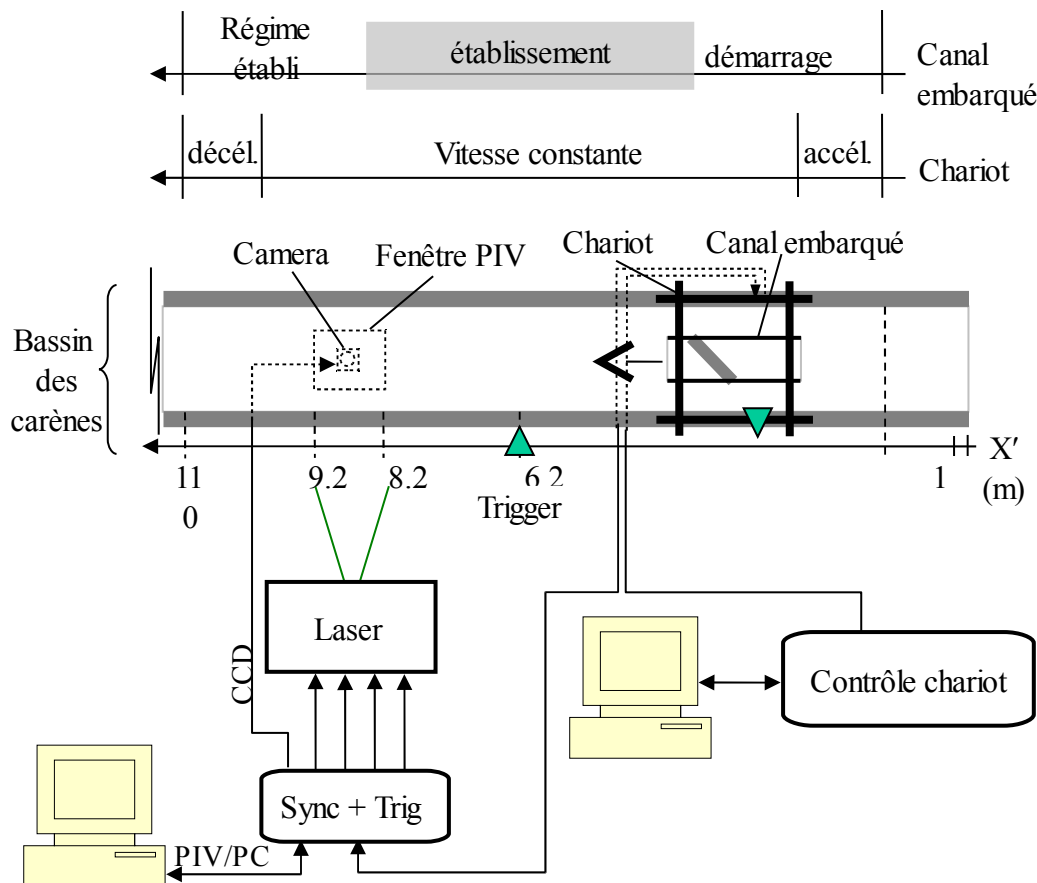 Régime
établi
établissement
démarrage
Canal
embarqué
décél.
Vitesse constante
accél.
Chariot
Camera
Fenêtre PIV
Chariot
Canal embarqué
Bassin
des
carènes
11
0
9.2
8.2
6.2
Trigger
1
X'
(m)
Laser
CCD
Contrôle chariot
Sync + Trig
PIV/PC